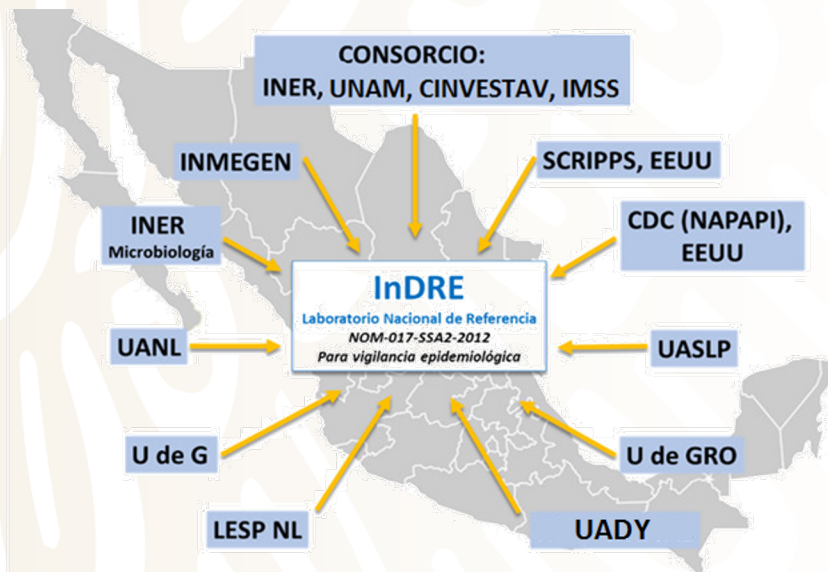 CONSORCIO:
INER, UNAM, CINVESTAV, IMSS
INMEGEN
SCRIPPS, EEUU
INER
Microbiología
CDC (NAPAPI),
EEUU
InDRE
Laboratorio Nacional de Referencia
NOM-017-SSA2-2012
Para vigilancia epidemiológica
UANL
UASLP
U de G
U de GRO
LESP NL
UADY